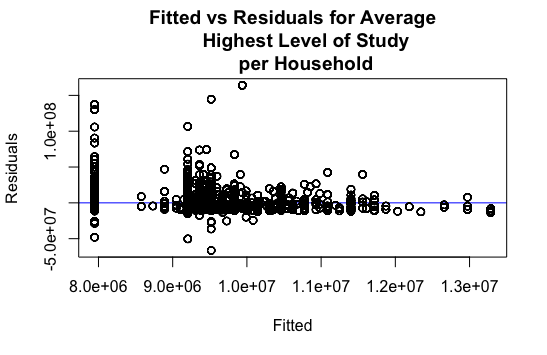 Fitted vs Residuals for Average
Highest Level of Study
per Household
Residuals
1.0e+08
-5.0e+07
8.0e+06 9.0e+06 1.0e+07 1.1e+07 1.2e+07 1.3e+07
Fitted